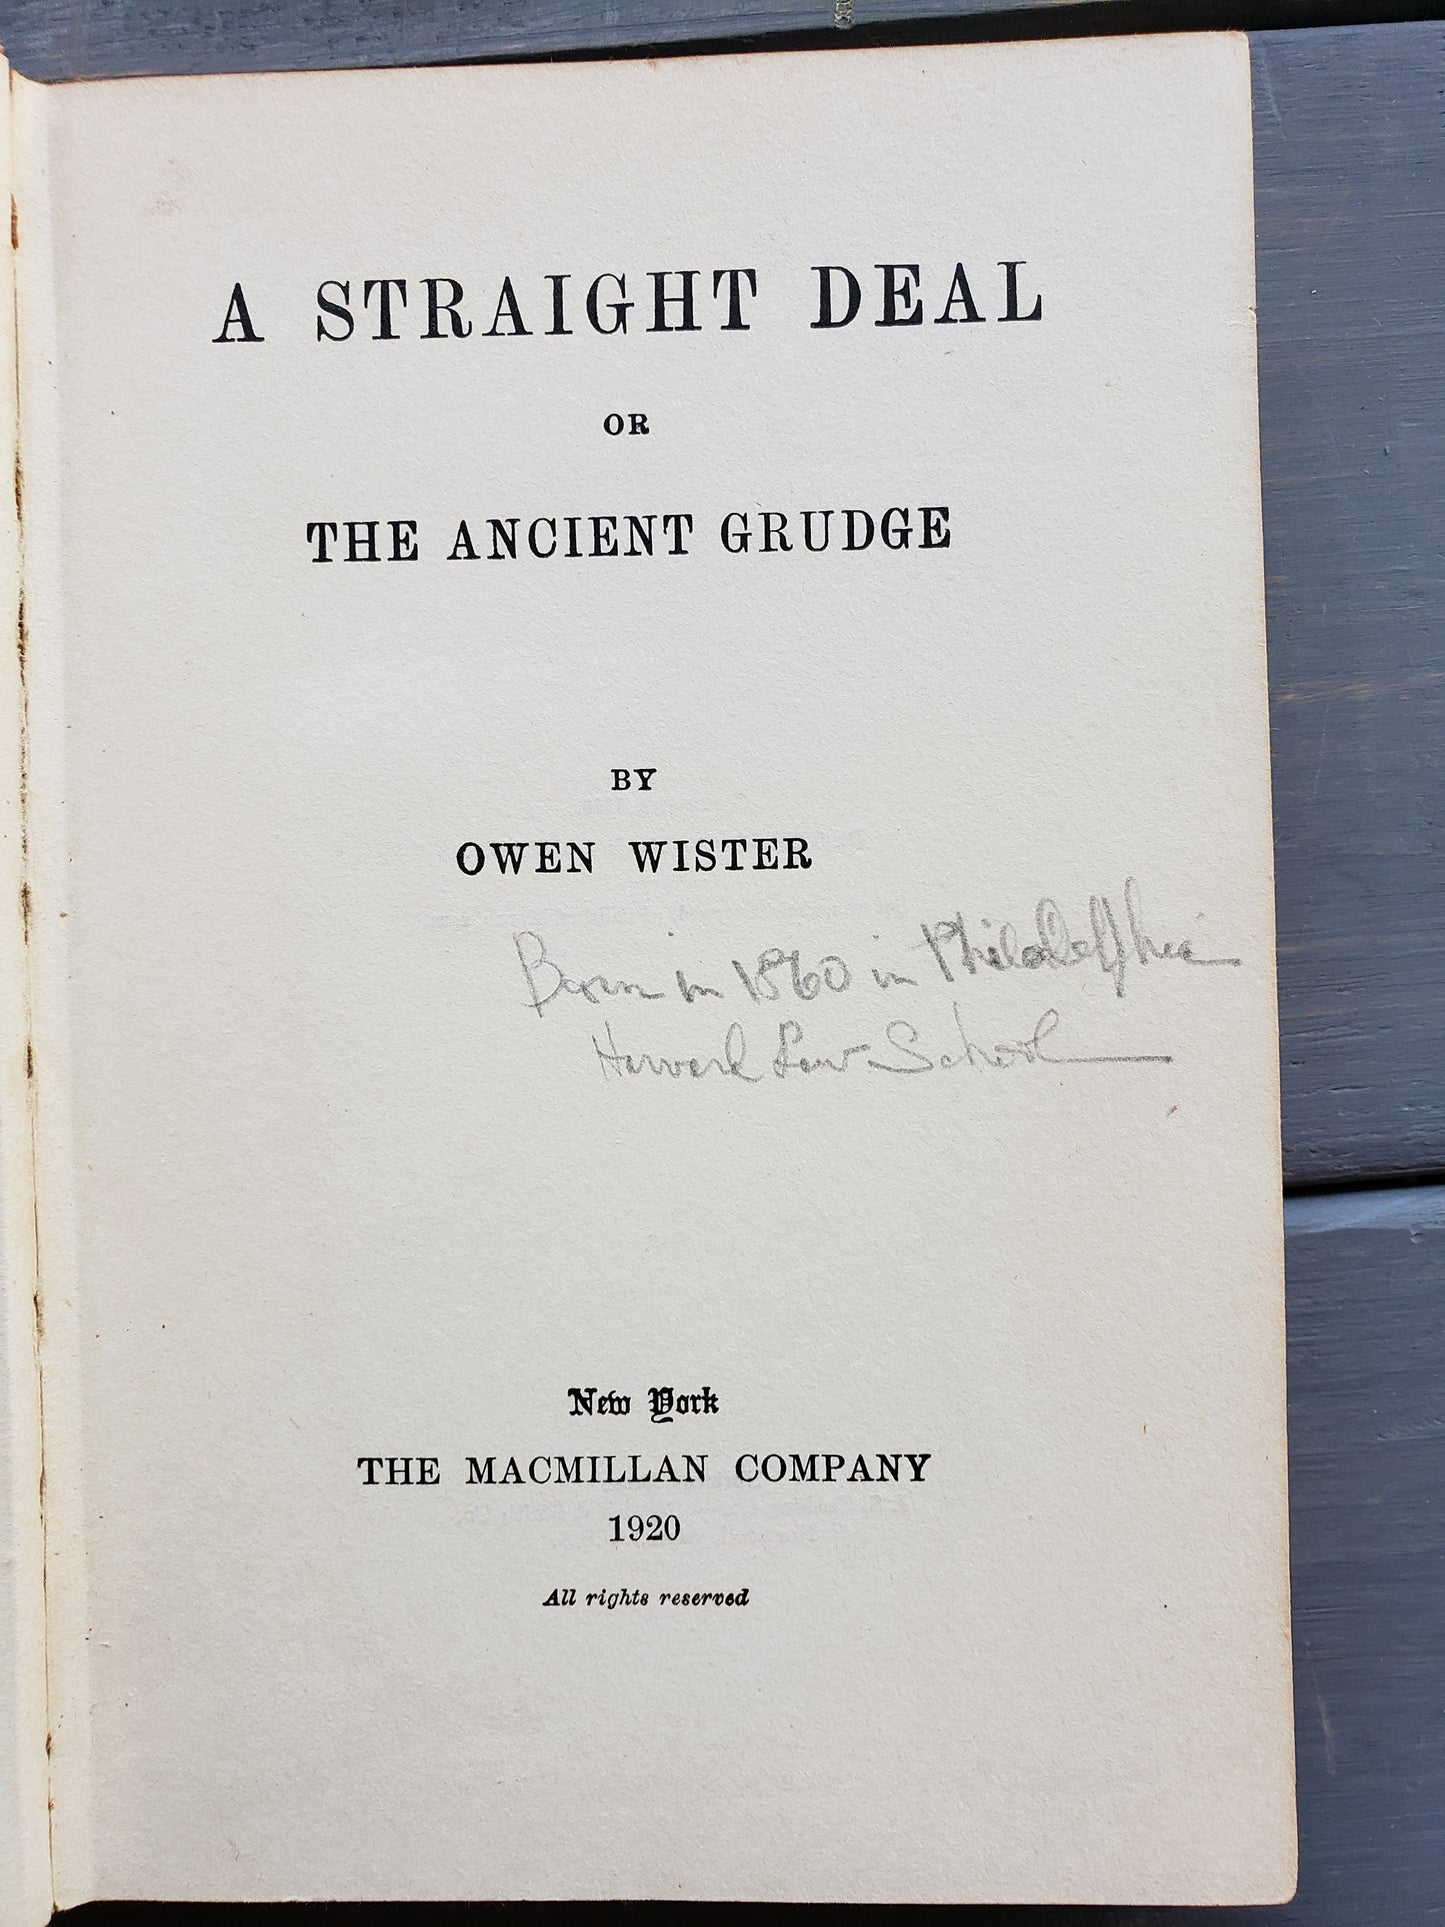 A STRAIGHT DEAL
OR
THE ANCIENT GRUDGE
BY
OWEN WISTER
Born in 1860 in Philadelphia
Harvard Law School
New York
THE MACMILLAN COMPANY
1920
All rights reserved